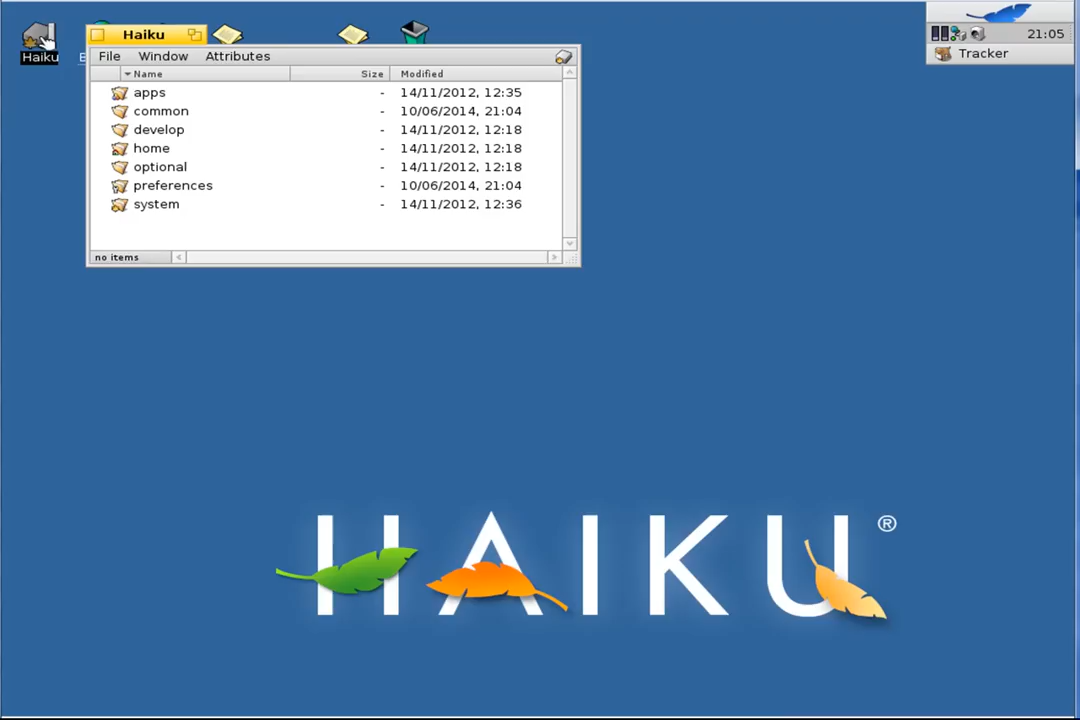 Haiku
21:05
Tracker
Haiku
File Window Attributes
Name Size Modified
apps - 14/11/2012, 12:35
common - 10/06/2014, 21:04
develop - 14/11/2012, 12:18
home - 14/11/2012, 12:18
optional - 14/11/2012, 12:18
preferences - 10/06/2014, 21:04
system - 14/11/2012, 12:36
no items
HAIKU®